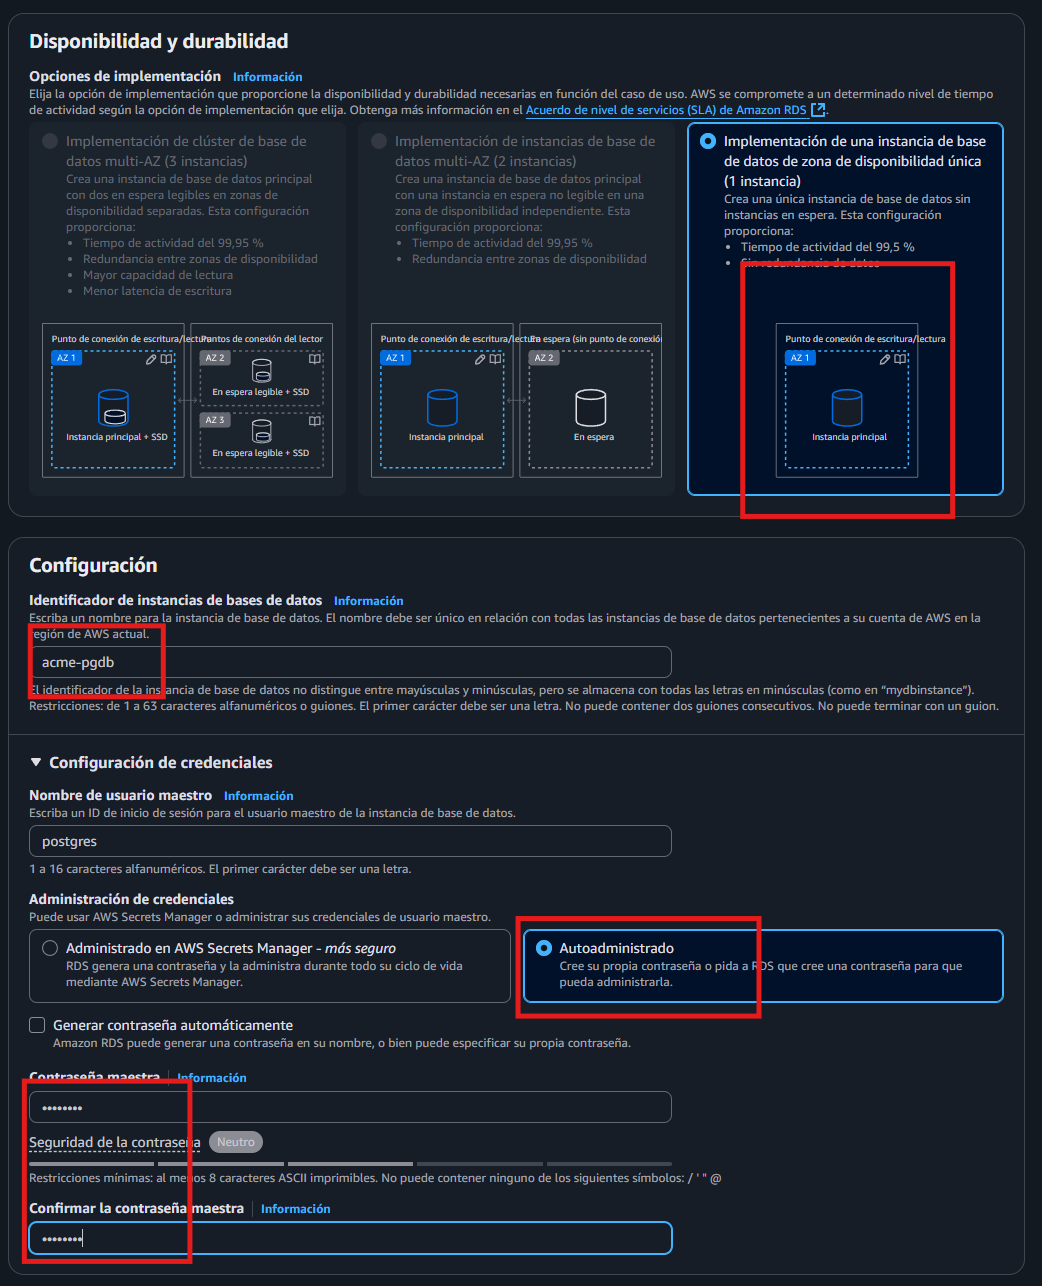 Disponibilidad y durabilidad
Opciones de implementación Información
Elija la opción de implementación que proporcione la disponibilidad y durabilidad necesarias en función del caso de uso. AWS se compromete a un determinado nivel de tiempo
de actividad según la opción de implementación que elija. Obtenga más información en el Acuerdo de nivel de servicios (SLA) de Amazon RDS.
Implementación de clúster de base de
datos multi-AZ (3 instancias)
Crea una instancia de base de datos principal
con dos en espera legibles en zonas de
disponibilidad separadas. Esta configuración
proporciona:
• Tiempo de actividad del 99,95 %
• Redundancia entre zonas de disponibilidad
• Mayor capacidad de lectura
• Menor latencia de escritura
Punto de conexión de escritura/lectura
Puntos de conexión del lector
AZ 1
AZ 2
En espera legible + SSD
AZ 3
Instancia principal + SSD
En espera legible + SSD
Implementación de instancias de base de
datos multi-AZ (2 instancias)
Crea una instancia de base de datos principal
con una instancia en espera no legible en una
zona de disponibilidad independiente. Esta
configuración proporciona:
• Tiempo de actividad del 99,95 %
• Redundancia entre zonas de disponibilidad
Punto de conexión de escritura/lectura
En espera (sin punto de conexió
AZ 1
AZ 2
Instancia principal
En espera
Implementación de una instancia de base
de datos de zona de disponibilidad única
(1 instancia)
Crea una única instancia de base de datos sin
instancias en espera. Esta configuración
proporciona:
• Tiempo de actividad del 99,5 %
• Sin redundancia de datos
Punto de conexión de escritura/lectura
AZ 1
Instancia principal
Configuración
Identificador de instancias de bases de datos Información
Escriba un nombre para la instancia de base de datos. El nombre debe ser único en relación con todas las instancias de base de datos pertenecientes a su cuenta de AWS en la
región de AWS actual.
acme-pgdb
El identificador de la instancia de base de datos no distingue entre mayúsculas y minúsculas, pero se almacena con todas las letras en minúsculas (como en “mydbinstance”).
Restricciones: de 1 a 63 caracteres alfanuméricos o guiones. El primer carácter debe ser una letra. No puede contener dos guiones consecutivos. No puede terminar con un guion.
Configuración de credenciales
Nombre de usuario maestro Información
Escriba un ID de inicio de sesión para el usuario maestro de la instancia de base de datos.
postgres
1 a 16 caracteres alfanuméricos. El primer carácter debe ser una letra.
Administración de credenciales
Puede usar AWS Secrets Manager o administrar sus credenciales de usuario maestro.
Administrado en AWS Secrets Manager - más seguro
RDS genera una contraseña y la administra durante todo su ciclo de vida
mediante AWS Secrets Manager.
Autoadministrado
Cree su propia contraseña o pida a RDS que cree una contraseña para que
pueda administrarla.
Generar contraseña automáticamente
Amazon RDS puede generar una contraseña en su nombre, o bien puede especificar su propia contraseña.
Contraseña maestra Información
••••••••
Seguridad de la contraseña Neutro
Restricciones mínimas: al menos 8 caracteres ASCII imprimibles. No puede contener ninguno de los siguientes símbolos: / ' " @
Confirmar la contraseña maestra Información
••••••••